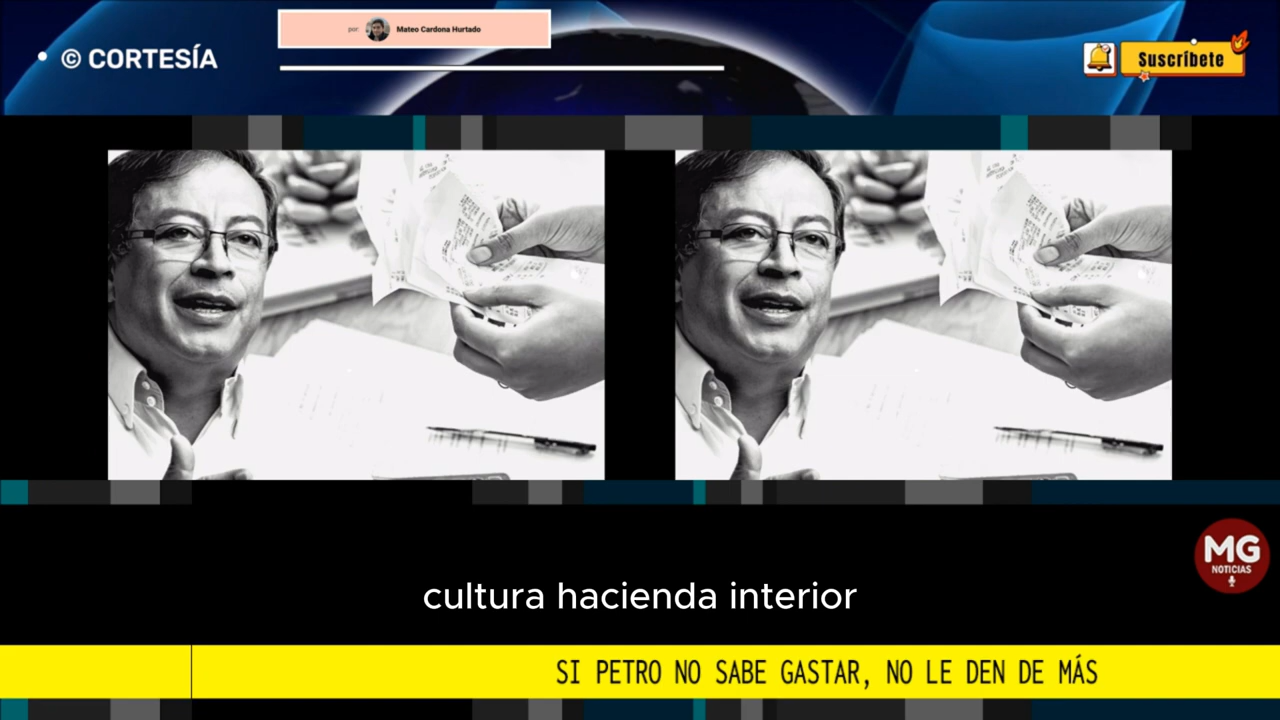 © CORTESÍA
por: Mateo Cardona Hurtado
Suscríbete
MG
NOTICIAS
cultura hacienda interior
SI PETRO NO SABE GASTAR, NO LE DEN DE MÁS